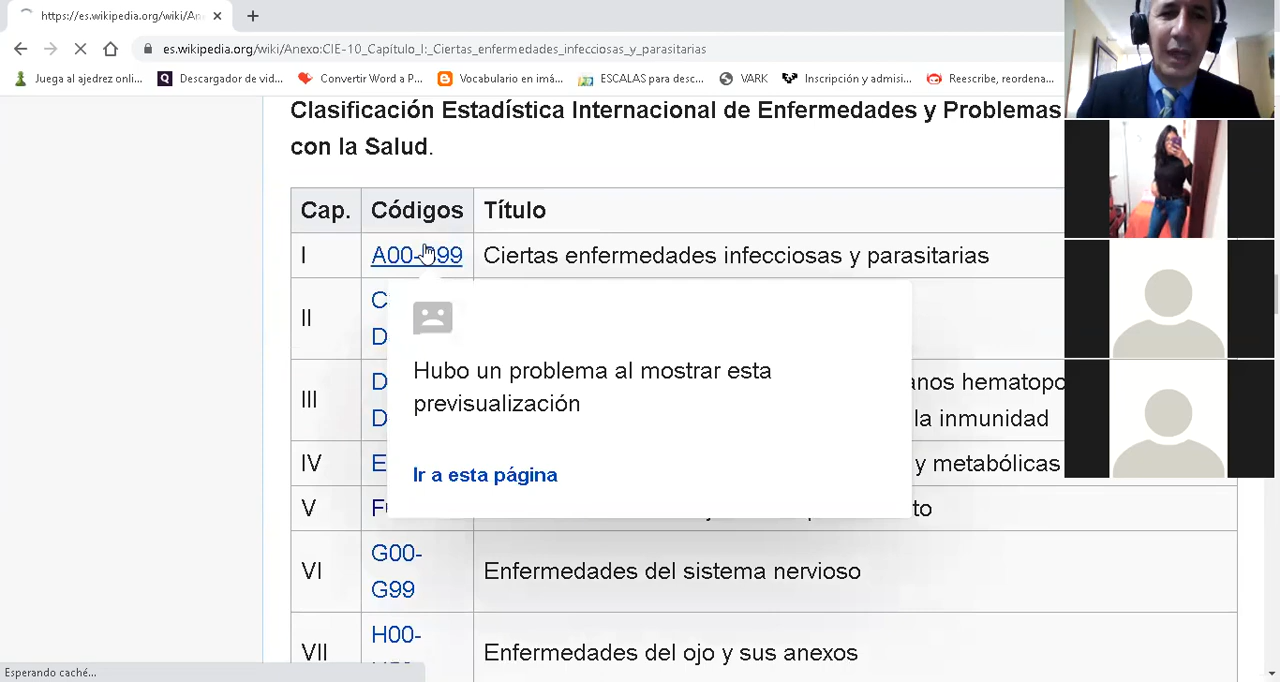 https://es.wikipedia.org/wiki/An
es.wikipedia.org/wiki/Anexo:CIE-10_Capítulo_I:_Ciertas_enfermedades_infecciosas_y_parasitarias
Juega al ajedrez onli... Descargador de vid... Convertir Word a P... Vocabulario en imá... ESCALAS para desc... VARK Inscripción y admisi... Reescribe, reordena...
Clasificación Estadística Internacional de Enfermedades y Problemas
con la Salud.
Cap. Códigos Título
I A00- 99 Ciertas enfermedades infecciosas y parasitarias
II C
D
III D anos hematopo
D la inmunidad
IV E y metabólicas
V F to
VI G00-
G99 Enfermedades del sistema nervioso
VII H00-
Enfermedades del ojo y sus anexos
Hubo un problema al mostrar esta
previsualización
Ir a esta página
Esperando caché...